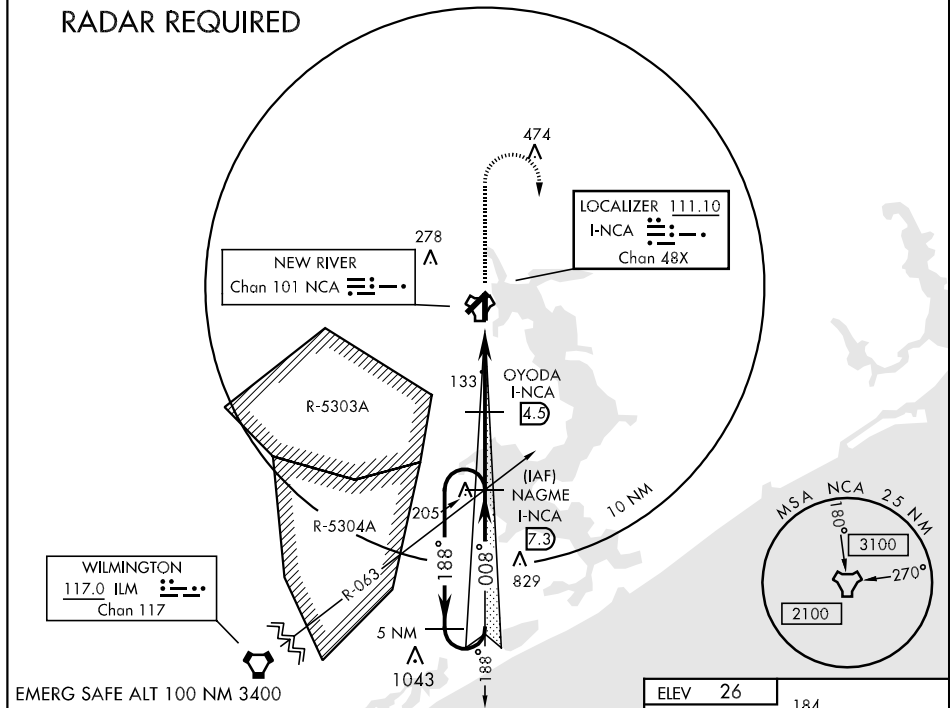 RADAR REQUIRED
474
LOCALIZER 111.10
I-NCA
Chan 48X
278
NEW RIVER
Chan 101 NCA
133
OYODA
I-NCA
4.5
R-5303A
(IAF)
NAGME
I-NCA
7.3
10 NM
205
R-5304A
188°
008°
829
R-063
WILMINGTON
117.0 ILM
Chan 117
5 NM
1043
188°
MSA NCA 25 NM
180°
3100
270°
2100
EMERG SAFE ALT 100 NM 3400
ELEV 26
184